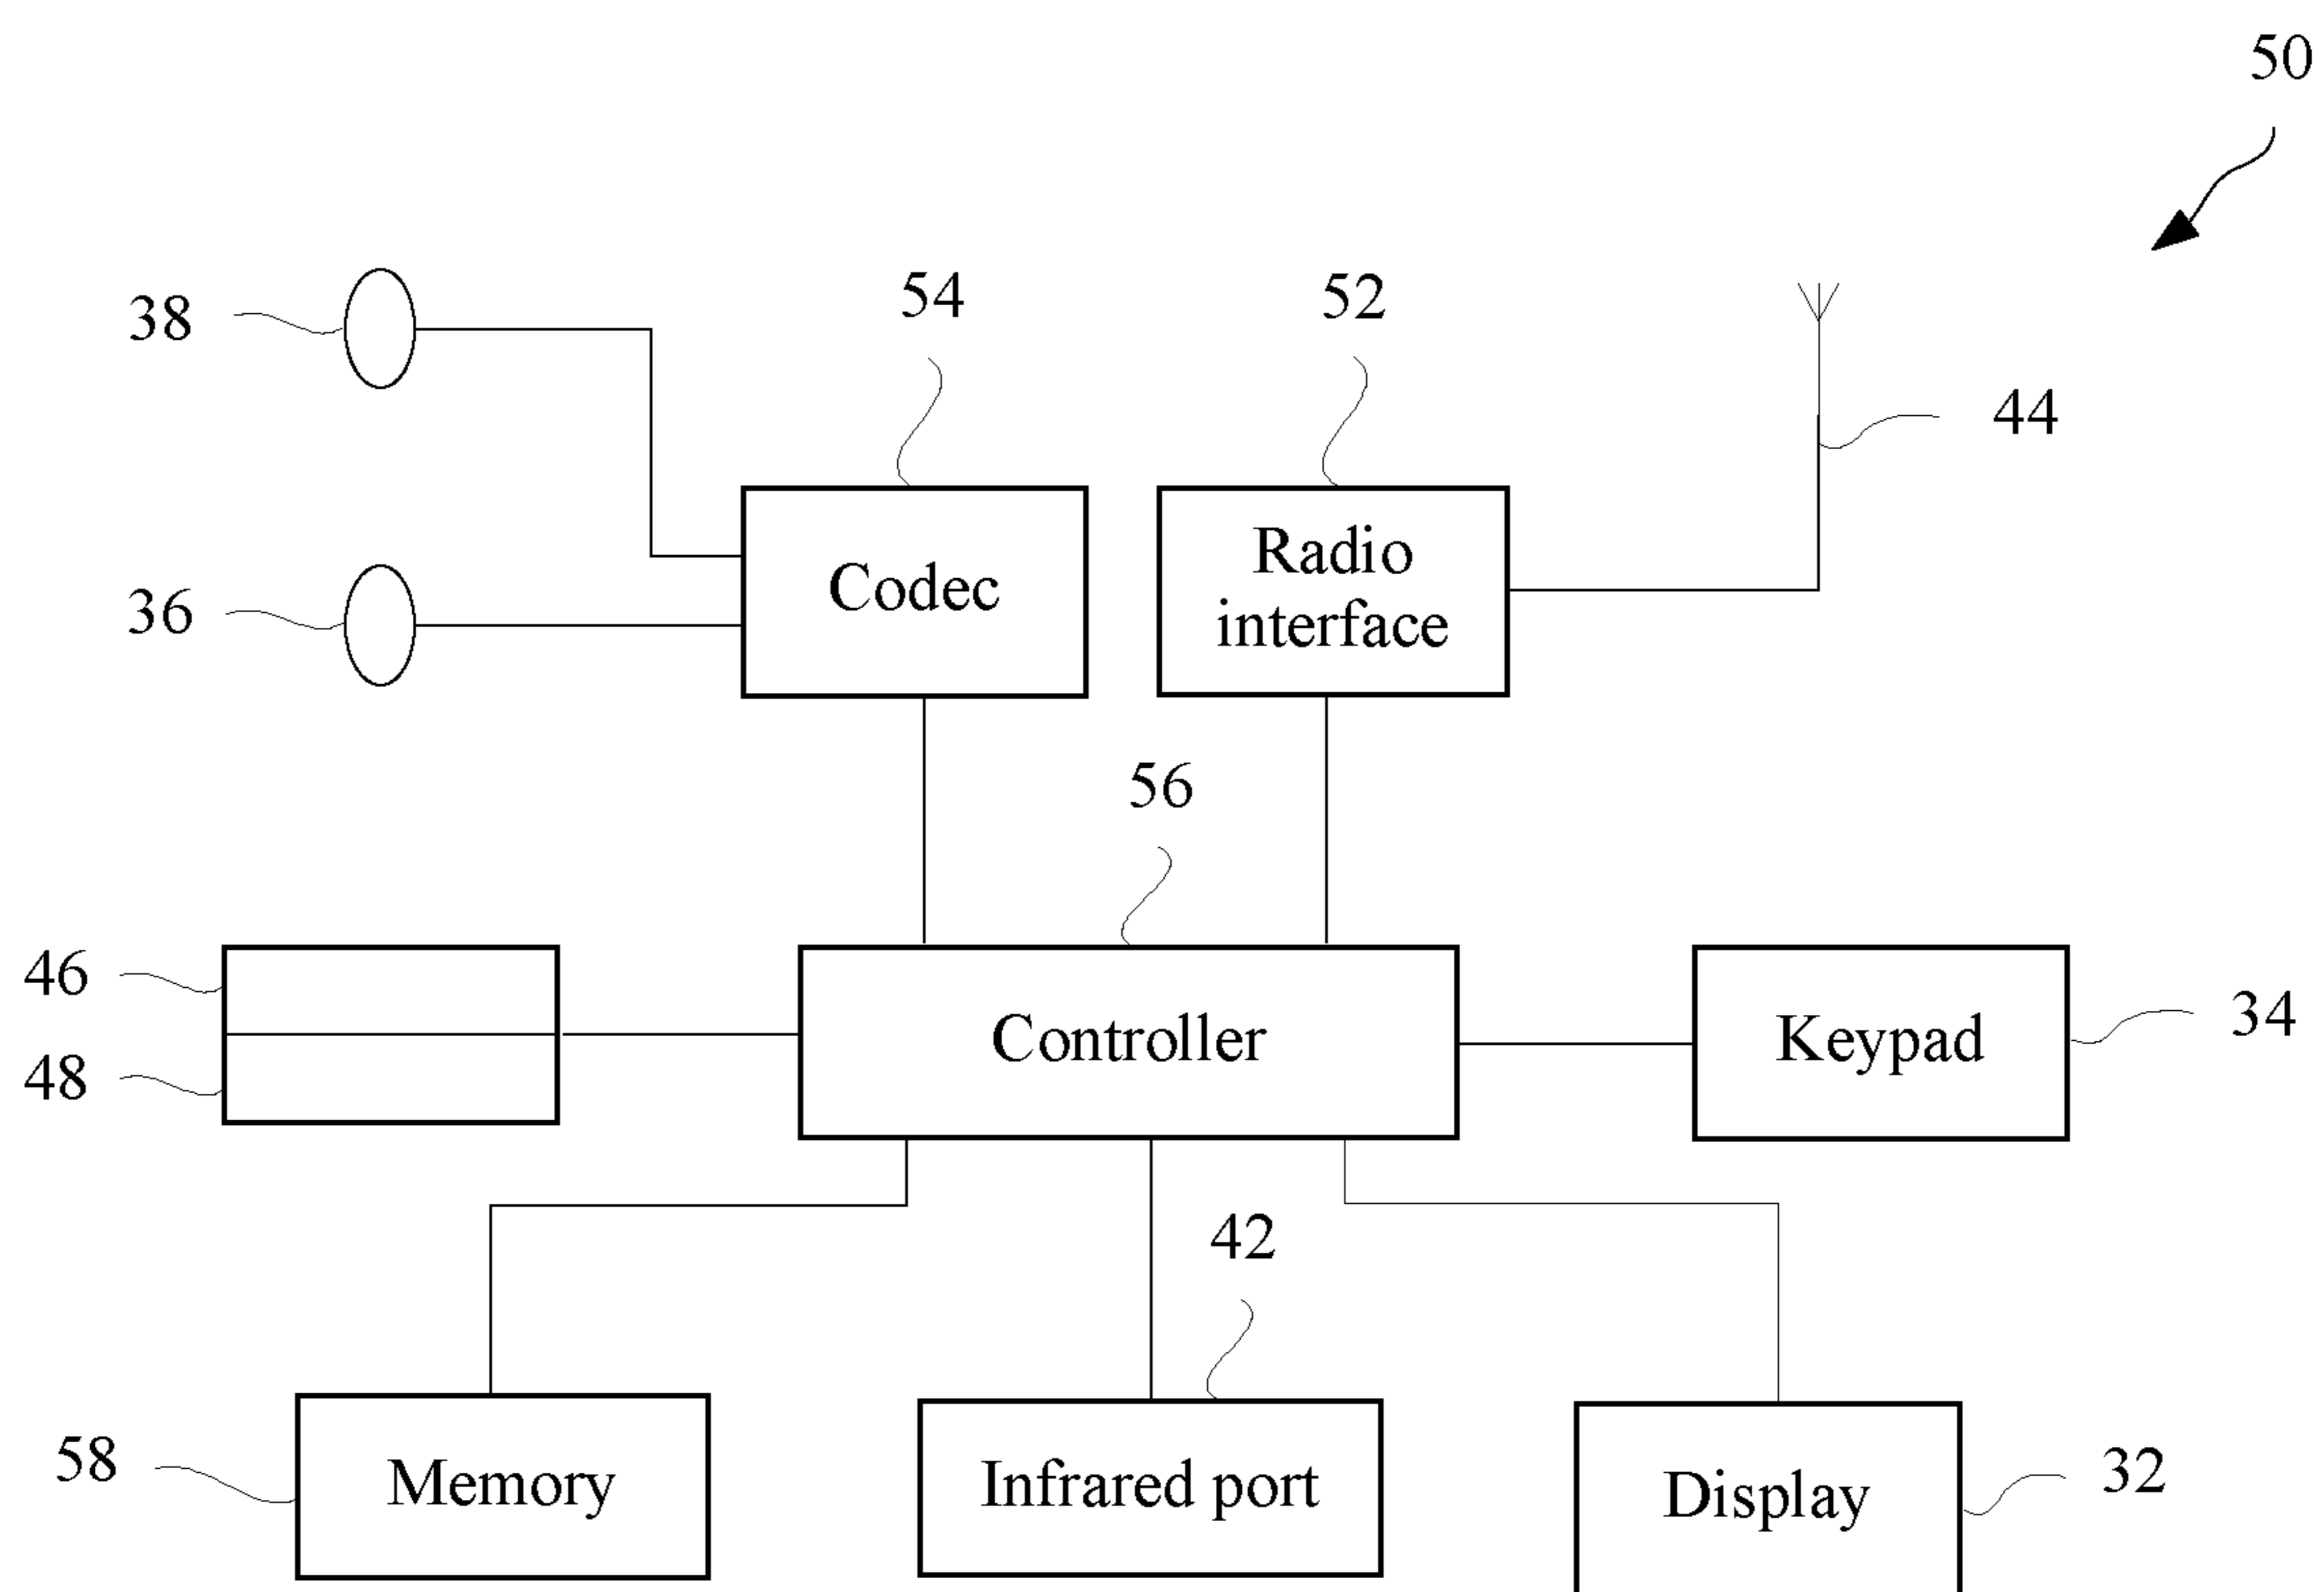 50
38
54
52
44
36
Codec
Radio
interface
56
46
48
Controller
Keypad
34
42
58
Memory
Infrared port
Display
32